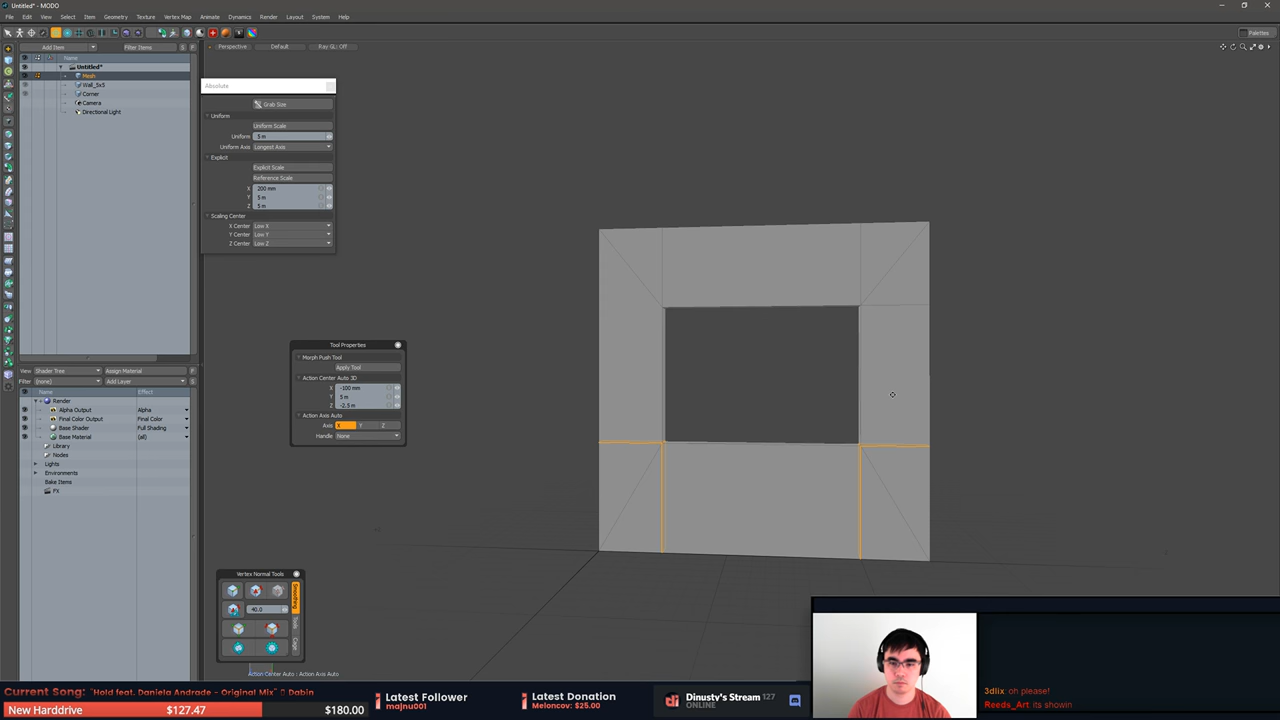 Untitled* - MODO
File Edit View Select Item Geometry Texture Vertex Map Animate Dynamics Render Layout System Help
Palettes
Add Item Filter Items S F
Name
Untitled*
Mesh
Wall_5x5
Corner
Camera
Directional Light
Perspective Default Ray GL: Off
Absolute
Grab Size
Uniform
Uniform Scale
Uniform 5 m
Uniform Axis Longest Axis
Explicit
Explicit Scale
Reference Scale
X 200 mm
Y 5 m
Z 5 m
Scaling Center
X Center Low X
Y Center Low Y
Z Center Low Z
Tool Properties
Morph Push Tool
Apply Tool
Action Center Auto 3D
X -100 mm
Y 5 m
Z -2.5 m
Action Axis Auto
Axis X Y Z
Handle None
View Shader Tree Assign Material
Filter (none) Add Layer S
Name Effect
Render
Alpha Output Alpha
Final Color Output Final Color
Base Shader Full Shading
Base Material (all)
Library
Nodes
Lights
Environments
Bake Items
FX
Vertex Normal Tools
40.0
Smoothing
Tools
Cage
Action Center Auto : Action Axis Auto
Current Song: "Hold feat. Daniela Andrade - Original Mix" Dabin
New Harddrive $127.47 $180.00
Latest Follower
majnu001
Latest Donation
Meloncov: $25.00
Dinusty's Stream 127
ONLINE
3dlix oh please!
Reeds_Art its showin